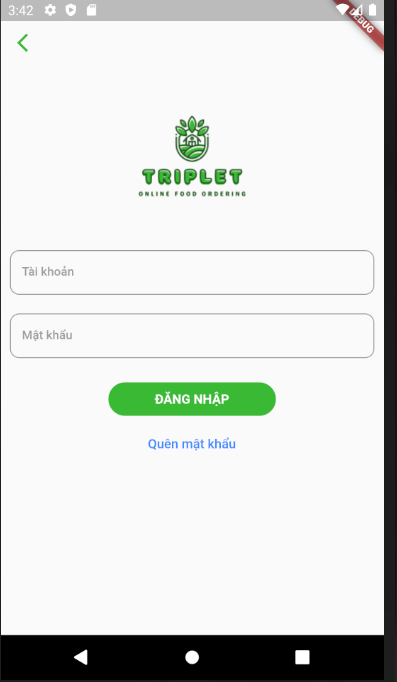 3:42
DEBUG
TRIPLET
ONLINE FOOD ORDERING
Tài khoản
Mật khẩu
ĐĂNG NHẬP
Quên mật khẩu